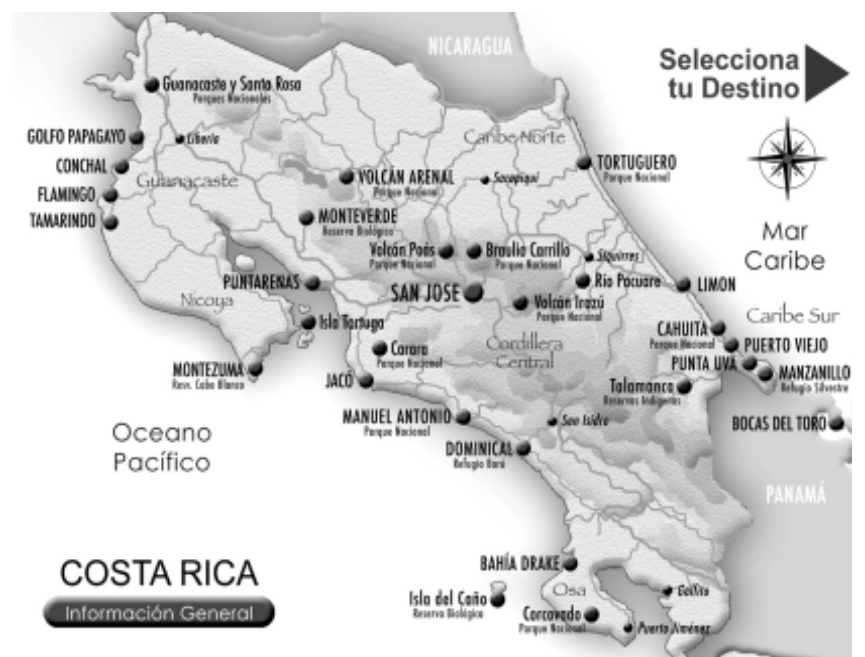 NICARAGUA
Selecciona
tu Destino
Guanacaste y Santa Rosa
Parques Nacionales
GOLFO PAPAGAYO
Liberia
Caribe Norte
CONCHAL
Guanacaste
VOLCÁN ARENAL
Parque Nacional
Sarapiquí
TORTUGUERO
Parque Nacional
FLAMINGO
TAMARINDO
MONTEVERDE
Reserva Biológica
Mar
Caribe
Volcán Poás
Parque Nacional
Braulio Carrillo
Parque Nacional
Siquirres
PUNTARENAS
Río Pacuare
LIMON
Nicoya
SAN JOSE
Volcán Irazú
Parque Nacional
Caribe Sur
Isla Tortuga
CAHUITA
Parque Nacional
Cordillera
Central
Carara
Parque Nacional
PUERTO VIEJO
PUNTA UVA
MONTEZUMA
Resv. Cabo Blanco
MANZANILLO
Refugio Silvestre
JACÓ
Talamanca
Reservas Indígenas
MANUEL ANTONIO
Parque Nacional
San Isidro
BOCAS DEL TORO
Oceano
Pacífico
DOMINICAL
Refugio Barú
PANAMÁ
COSTA RICA
Información General
BAHÍA DRAKE
Osa
Golfito
Isla del Caño
Reserva Biológica
Corcovado
Parque Nacional
Puerto Jiménez